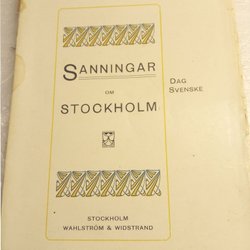 SANNINGAR
OM
STOCKHOLM
DAG
SVENSKE
STOCKHOLM
WAHLSTRÖM & WIDSTRAND